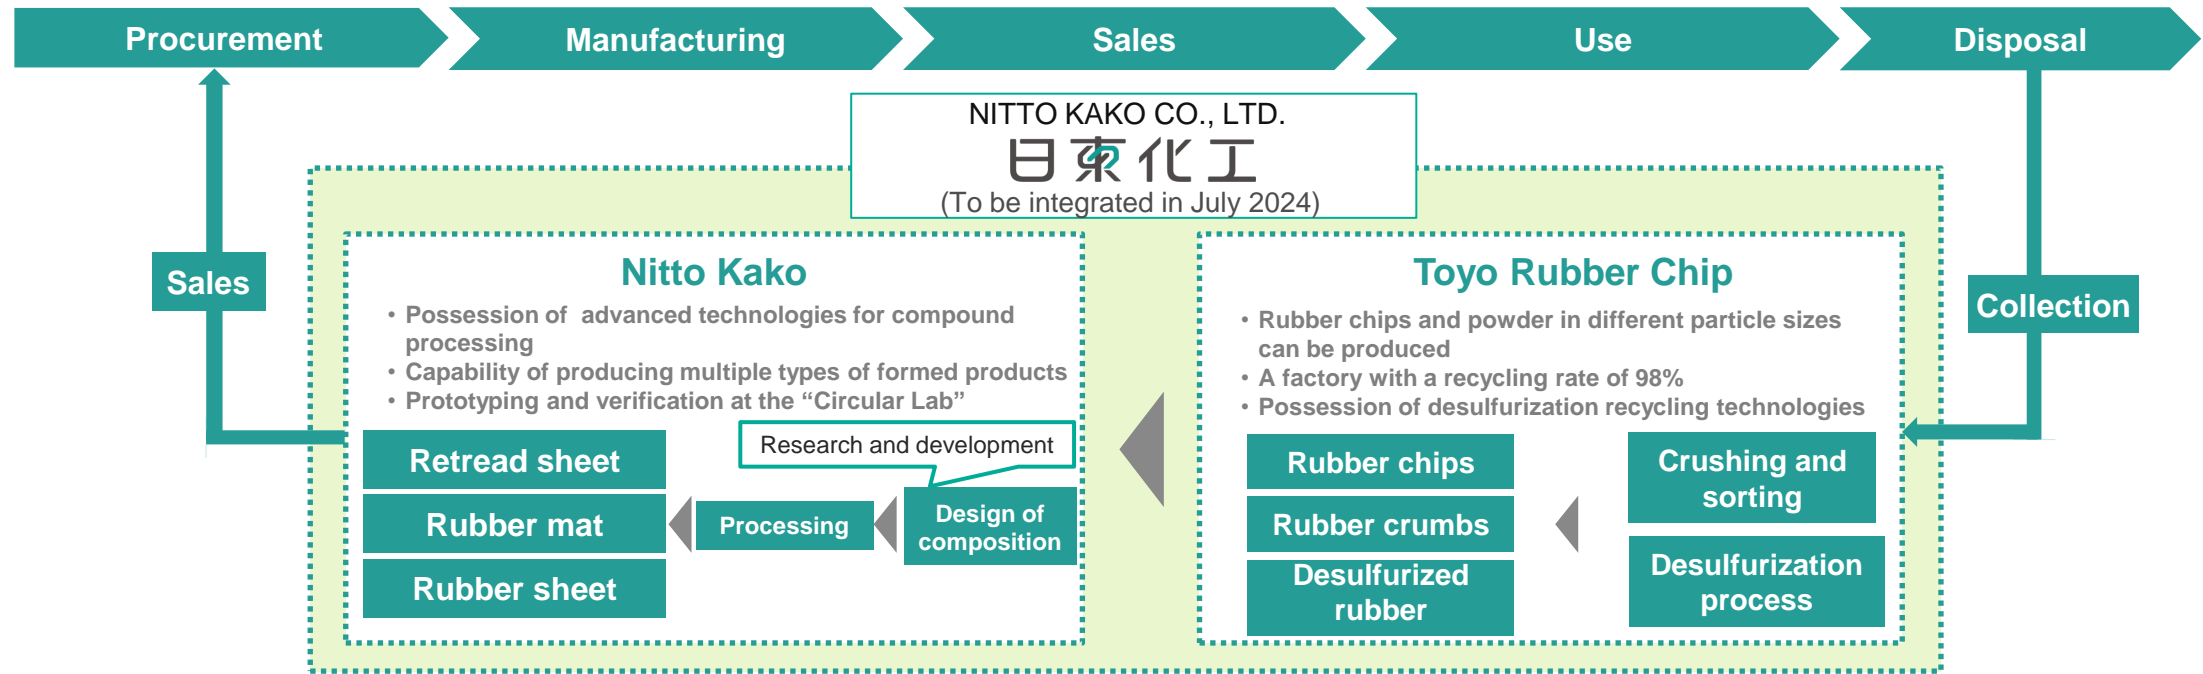 Procurement
Manufacturing
Sales
Use
Disposal
NITTO KAKO CO., LTD.
日東化工
(To be integrated in July 2024)
Sales
Collection
Nitto Kako
• Possession of  advanced technologies for compound
processing
• Capability of producing multiple types of formed products
• Prototyping and verification at the “Circular Lab”
Research and development
Retread sheet
Rubber mat
Rubber sheet
Processing
Design of
composition
Toyo Rubber Chip
• Rubber chips and powder in different particle sizes
can be produced
• A factory with a recycling rate of 98%
• Possession of desulfurization recycling technologies
Rubber chips
Rubber crumbs
Desulfurized
rubber
Crushing and
sorting
Desulfurization
process